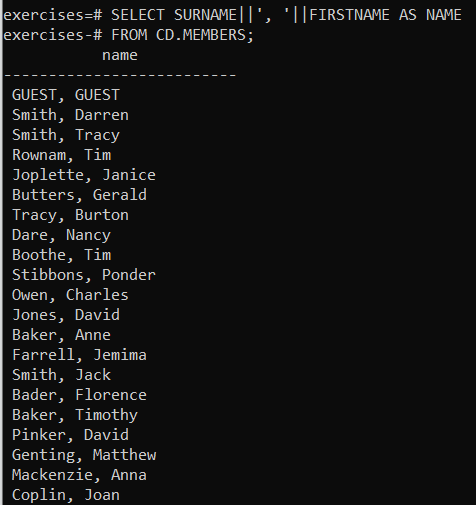 exercises=# SELECT SURNAME||', '||FIRSTNAME AS NAME
exercises-# FROM CD.MEMBERS;
name
--------------------------
GUEST, GUEST
Smith, Darren
Smith, Tracy
Rownam, Tim
Joplette, Janice
Butters, Gerald
Tracy, Burton
Dare, Nancy
Boothe, Tim
Stibbons, Ponder
Owen, Charles
Jones, David
Baker, Anne
Farrell, Jemima
Smith, Jack
Bader, Florence
Baker, Timothy
Pinker, David
Genting, Matthew
Mackenzie, Anna
Coplin, Joan